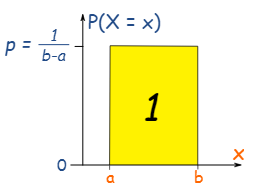 P(X = x)
p = 1/(b-a)
1
0
a b x